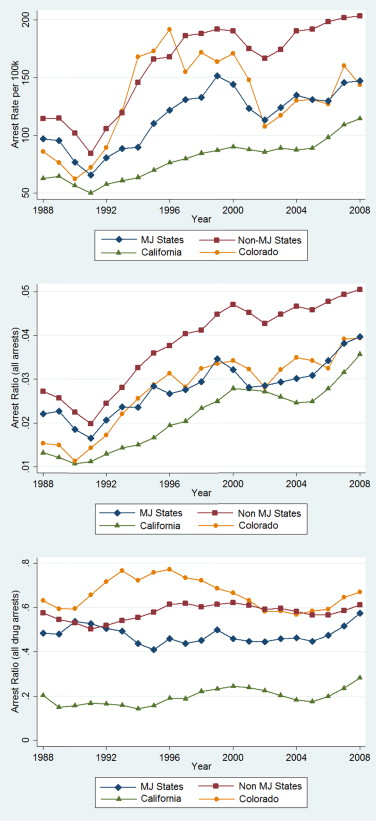 200
150
100
50
Arrest Rate per 100k
1988 1992 1996 2000 2004 2008
Year
MJ States Non-MJ States
California Colorado
.05
.04
.03
.02
.01
Arrest Ratio (all arrests)
1988 1992 1996 2000 2004 2008
Year
MJ States Non MJ States
California Colorado
.8
.6
.4
.2
0
Arrest Ratio (all drug arrests)
1988 1992 1996 2000 2004 2008
Year
MJ States Non MJ States
California Colorado